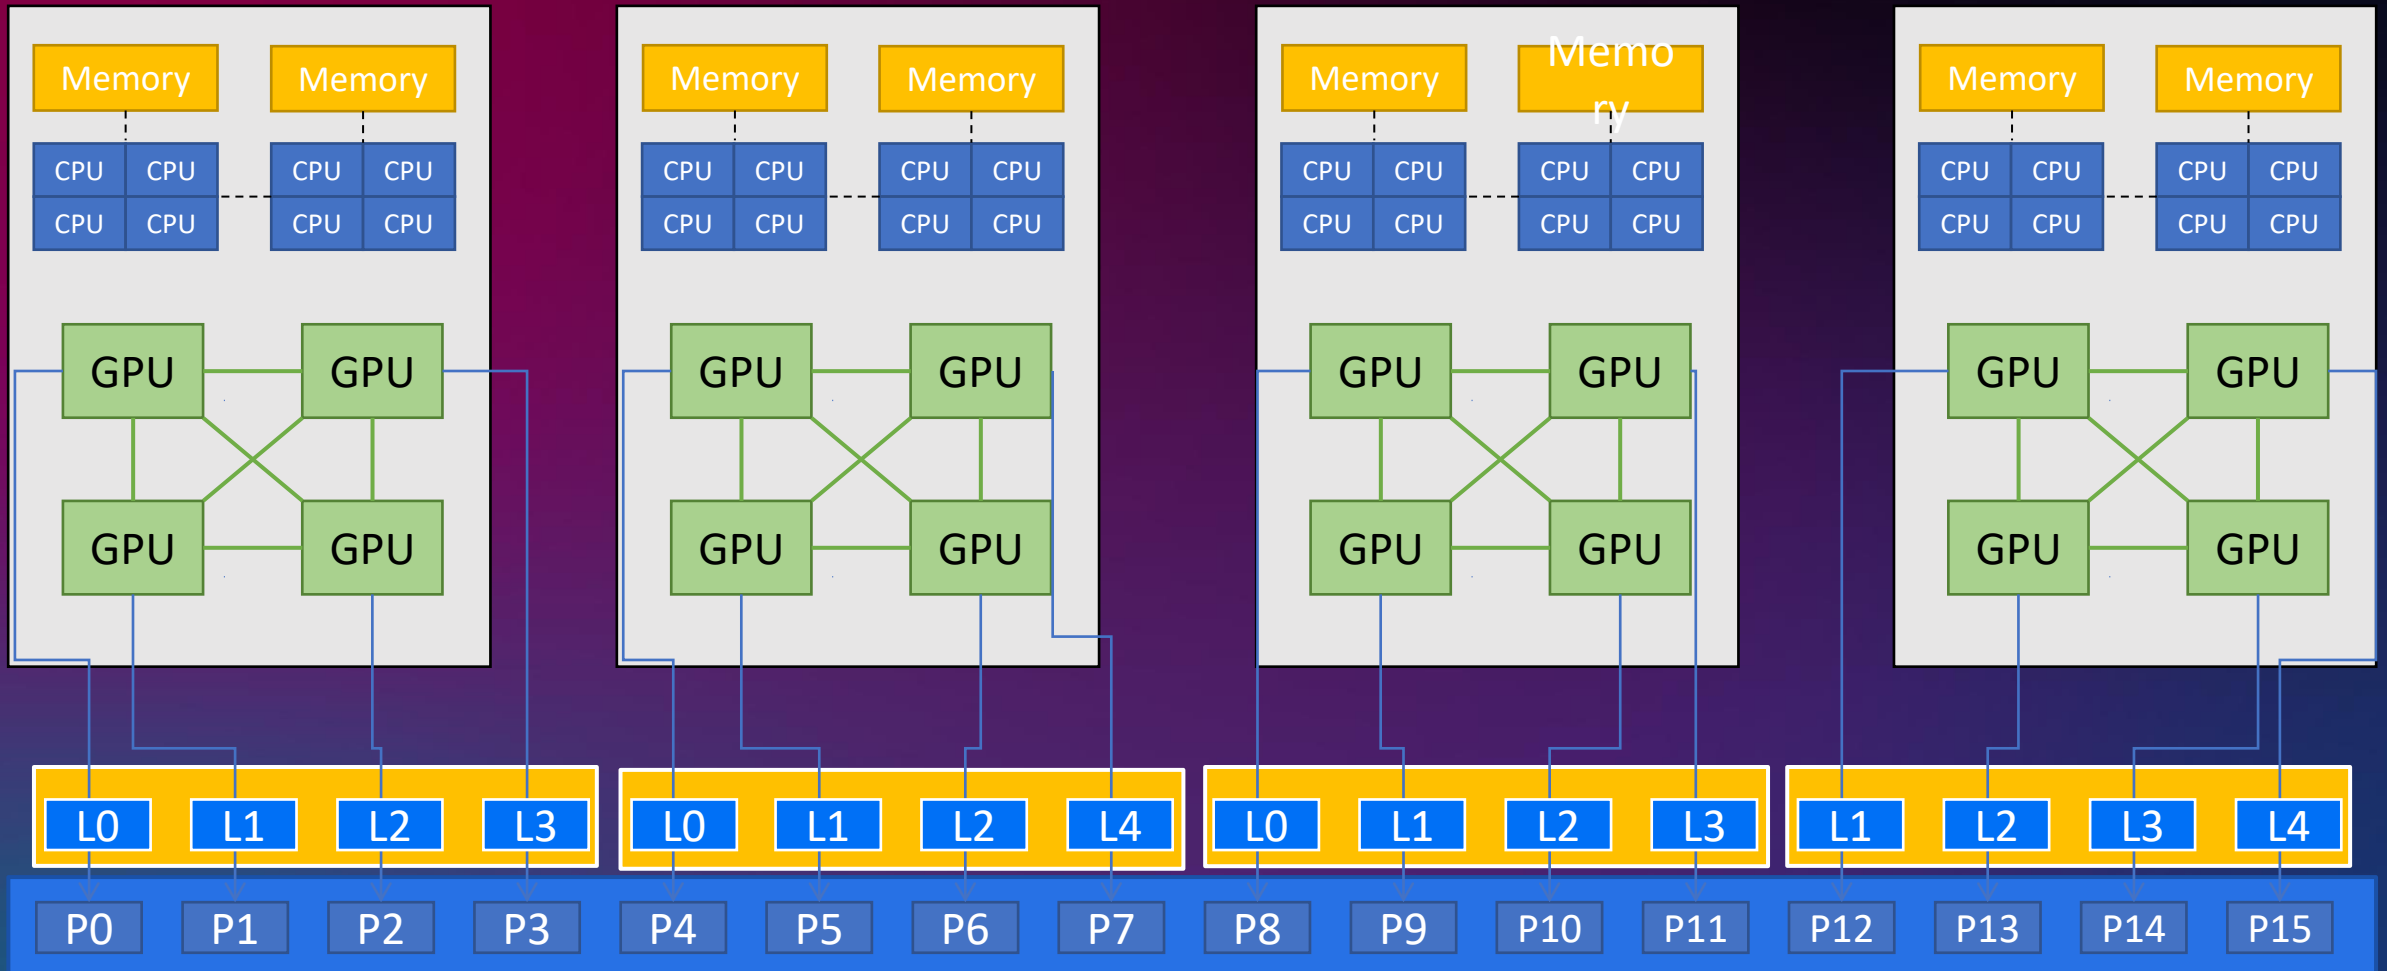 Memory Memory Memory Memory Memory Memo Memory Memory
ry
CPU CPU CPU CPU CPU CPU CPU CPU CPU CPU CPU CPU CPU CPU CPU CPU
CPU CPU CPU CPU CPU CPU CPU CPU CPU CPU CPU CPU CPU CPU CPU CPU
GPU GPU GPU GPU GPU GPU GPU GPU
GPU GPU GPU GPU GPU GPU GPU GPU
L0 L1 L2 L3 L0 L1 L2 L4 L0 L1 L2 L3 L1 L2 L3 L4
P0 P1 P2 P3 P4 P5 P6 P7 P8 P9 P10 P11 P12 P13 P14 P15